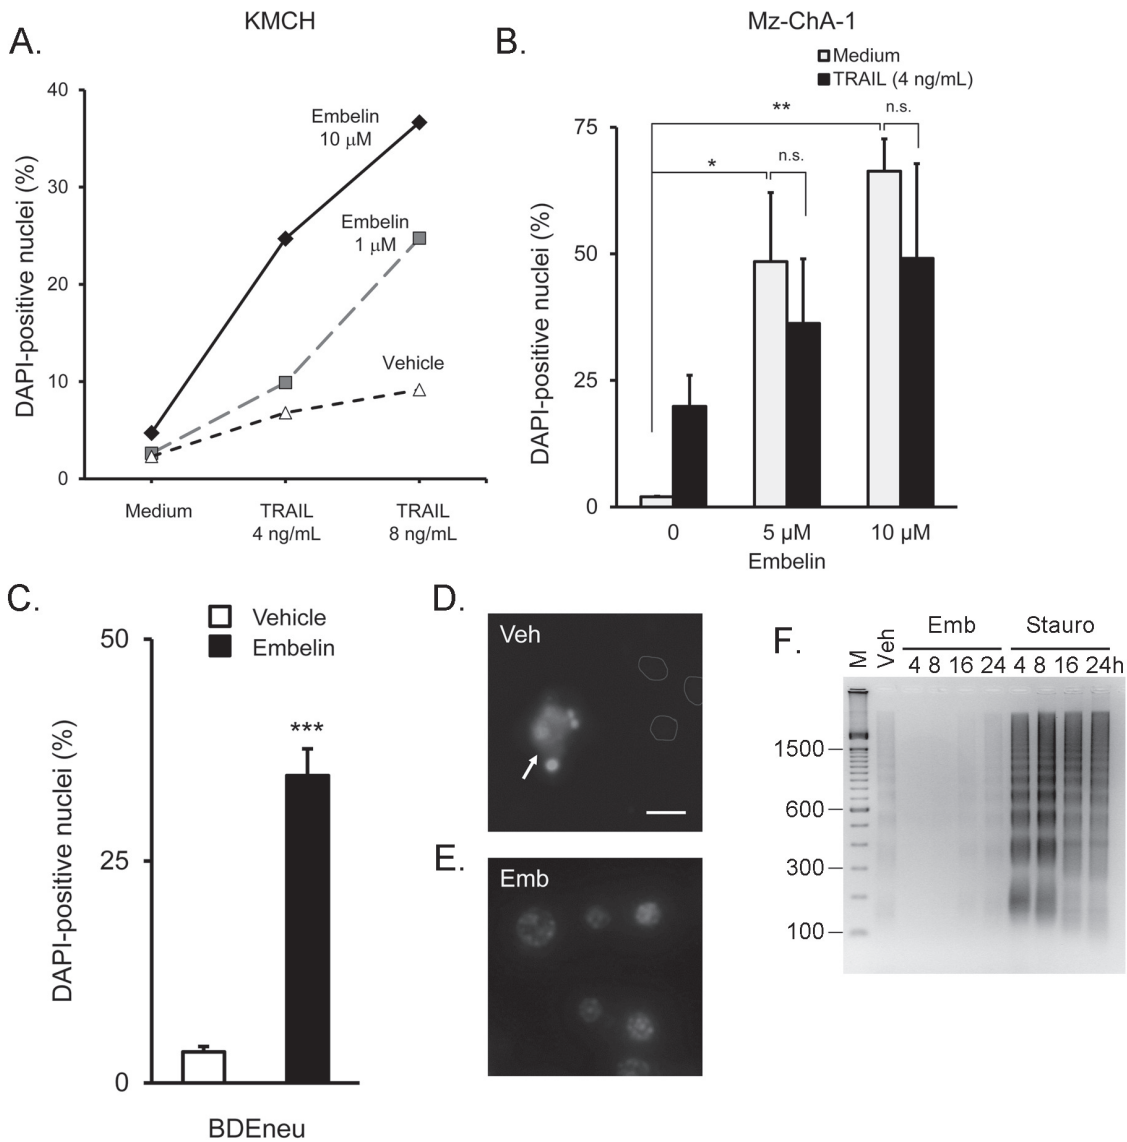 KMCH
A.
40
30
20
10
0
DAPI-positive nuclei (%)
Embelin
10 µM
Embelin
1 µM
Vehicle
Medium
TRAIL
4 ng/mL
TRAIL
8 ng/mL
Mz-ChA-1
B.
Medium
TRAIL (4 ng/mL)
75
50
25
0
DAPI-positive nuclei (%)
**
n.s.
*
n.s.
0
5 µM
10 µM
Embelin
C.
Vehicle
Embelin
50
25
0
DAPI-positive nuclei (%)
***
BDEneu
D.
Veh
E.
Emb
F.
M
Veh
Emb
Stauro
4 8 16 24 4 8 16 24h
1500
600
300
100